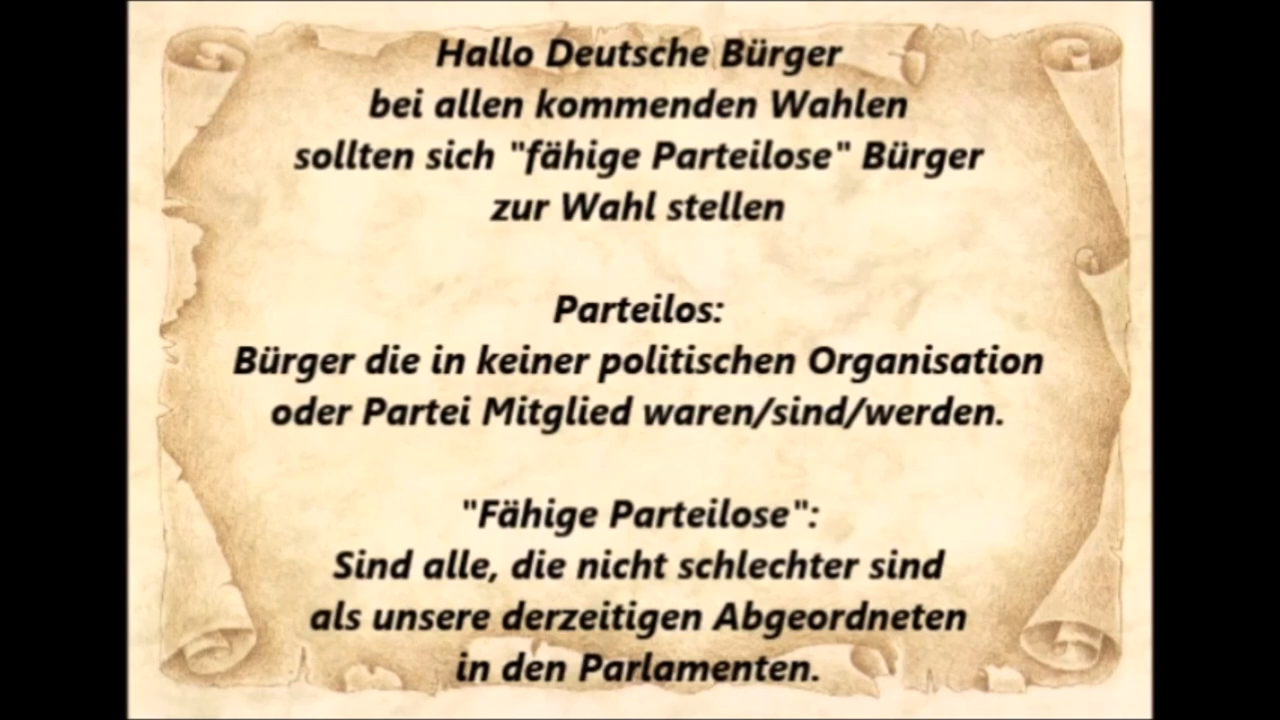 Hallo Deutsche Bürger
bei allen kommenden Wahlen
sollten sich "fähige Parteilose" Bürger
zur Wahl stellen
Parteilos:
Bürger die in keiner politischen Organisation
oder Partei Mitglied waren/sind/werden.
"Fähige Parteilose":
Sind alle, die nicht schlechter sind
als unsere derzeitigen Abgeordneten
in den Parlamenten.